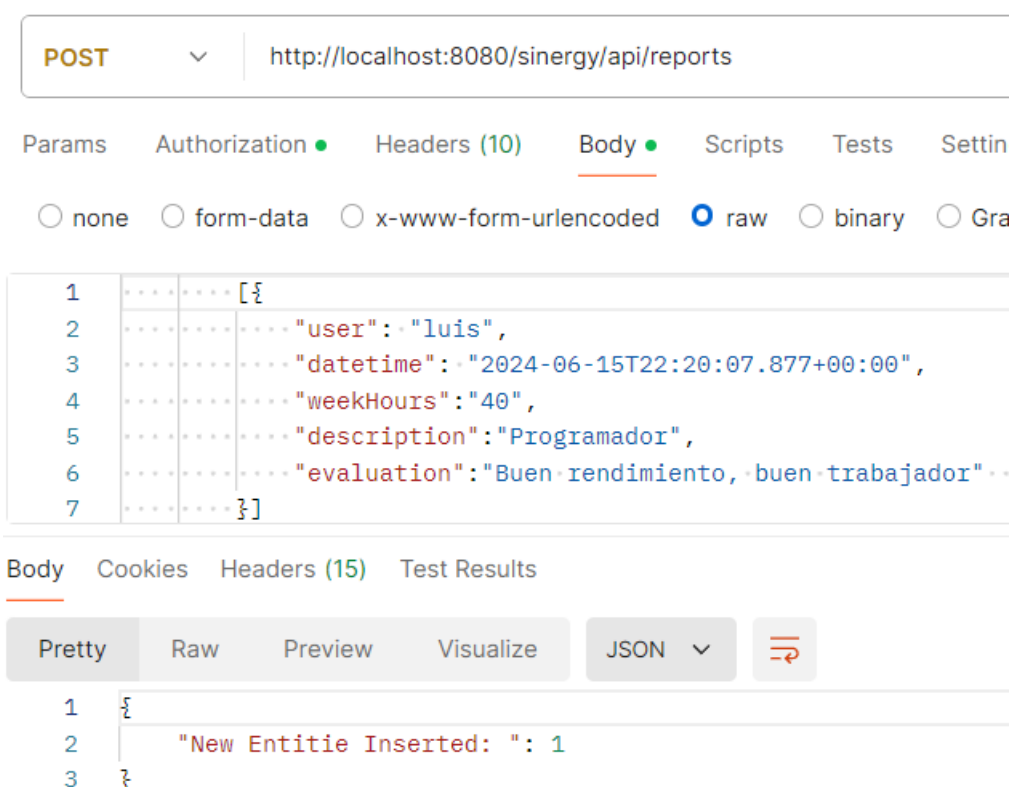 POST http://localhost:8080/sinergy/api/reports
Params Authorization Headers (10) Body Scripts Tests Settin
none form-data x-www-form-urlencoded raw binary Gra
1 [{
2 "user": "luis",
3 "datetime": "2024-06-15T22:20:07.877+00:00",
4 "weekHours":"40",
5 "description":"Programador",
6 "evaluation":"Buen rendimiento, buen trabajador"
7 }]
Body Cookies Headers (15) Test Results
Pretty Raw Preview Visualize JSON
1 {
2 "New Entitie Inserted: ": 1
3 }